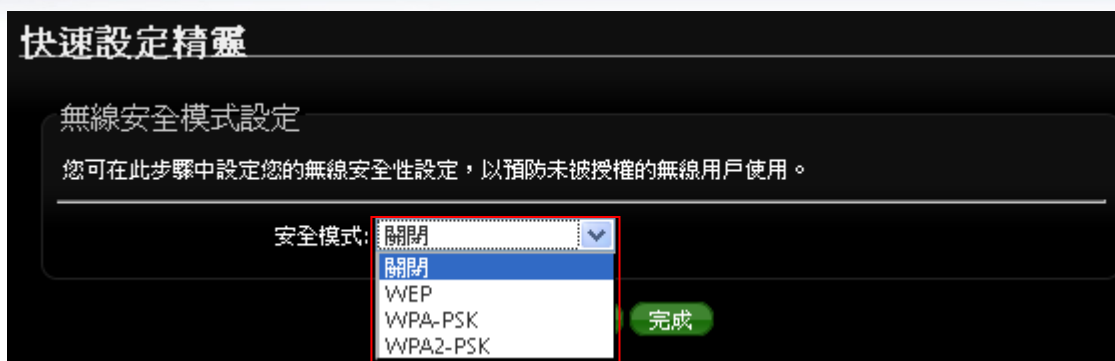 快速設定精靈
無線安全模式設定
您可在此步驟中設定您的無線安全性設定，以預防未被授權的無線用戶使用。
安全模式: 關閉
關閉
WEP
WPA-PSK
WPA2-PSK
完成